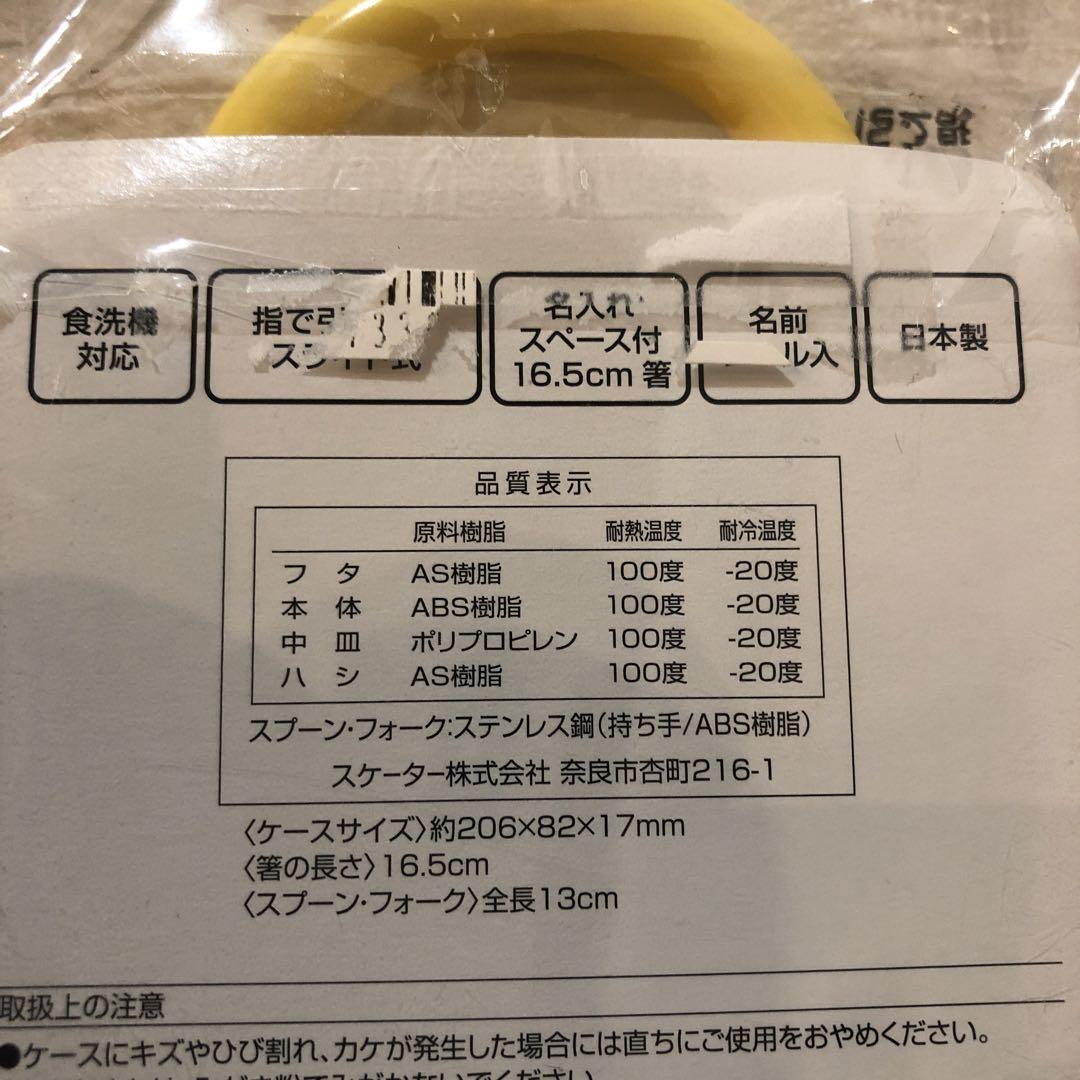 食洗機
対応
指で引
33
名入れ
スペース付
16.5cm 箸
名前
ル入
日本製
品質表示
原料樹脂 耐熱温度 耐冷温度
フタ AS樹脂 100度 -20度
本体 ABS樹脂 100度 -20度
中皿 ポリプロピレン 100度 -20度
ハシ AS樹脂 100度 -20度
スプーン・フォーク:ステンレス鋼(持ち手/ABS樹脂)
スケーター株式会社 奈良市杏町216-1
〈ケースサイズ〉約206×82×17mm
〈箸の長さ〉16.5cm
〈スプーン・フォーク〉全長13cm
取扱上の注意
●ケースにキズやひび割れ、カケが発生した場合には直ちにご使用をおやめください。